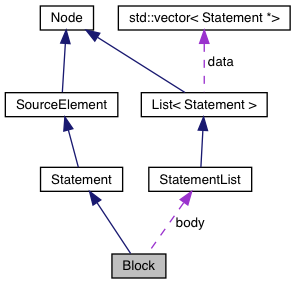 Node
std::vector< Statement * >
data
SourceElement
List< Statement >
Statement
StatementList
body
Block